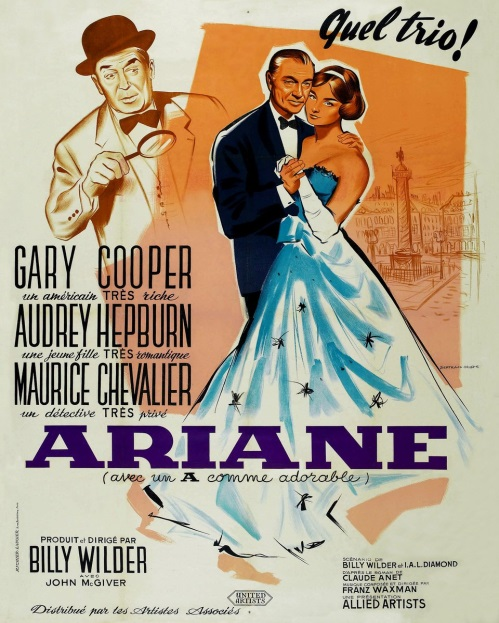 Quel trio!
GARY COOPER
un américain TRÈS riche
AUDREY HEPBURN
une jeune fille TRÈS romantique
MAURICE CHEVALIER
un détective TRÈS privé
ARIANE
(avec un A comme adorable)
PRODUIT et DIRIGÉ PAR
BILLY WILDER
AVEC
JOHN McGIVER
Distribué par les Artistes Associés
UNITED
ARTISTS
SCÉNARIO DE
BILLY WILDER et I.A.L. DIAMOND
D'APRÈS LE ROMAN DE
CLAUDE ANET
MUSIQUE COMPOSÉE ET DIRIGÉE PAR
FRANZ WAXMAN
UNE PRÉSENTATION
ALLIED ARTISTS